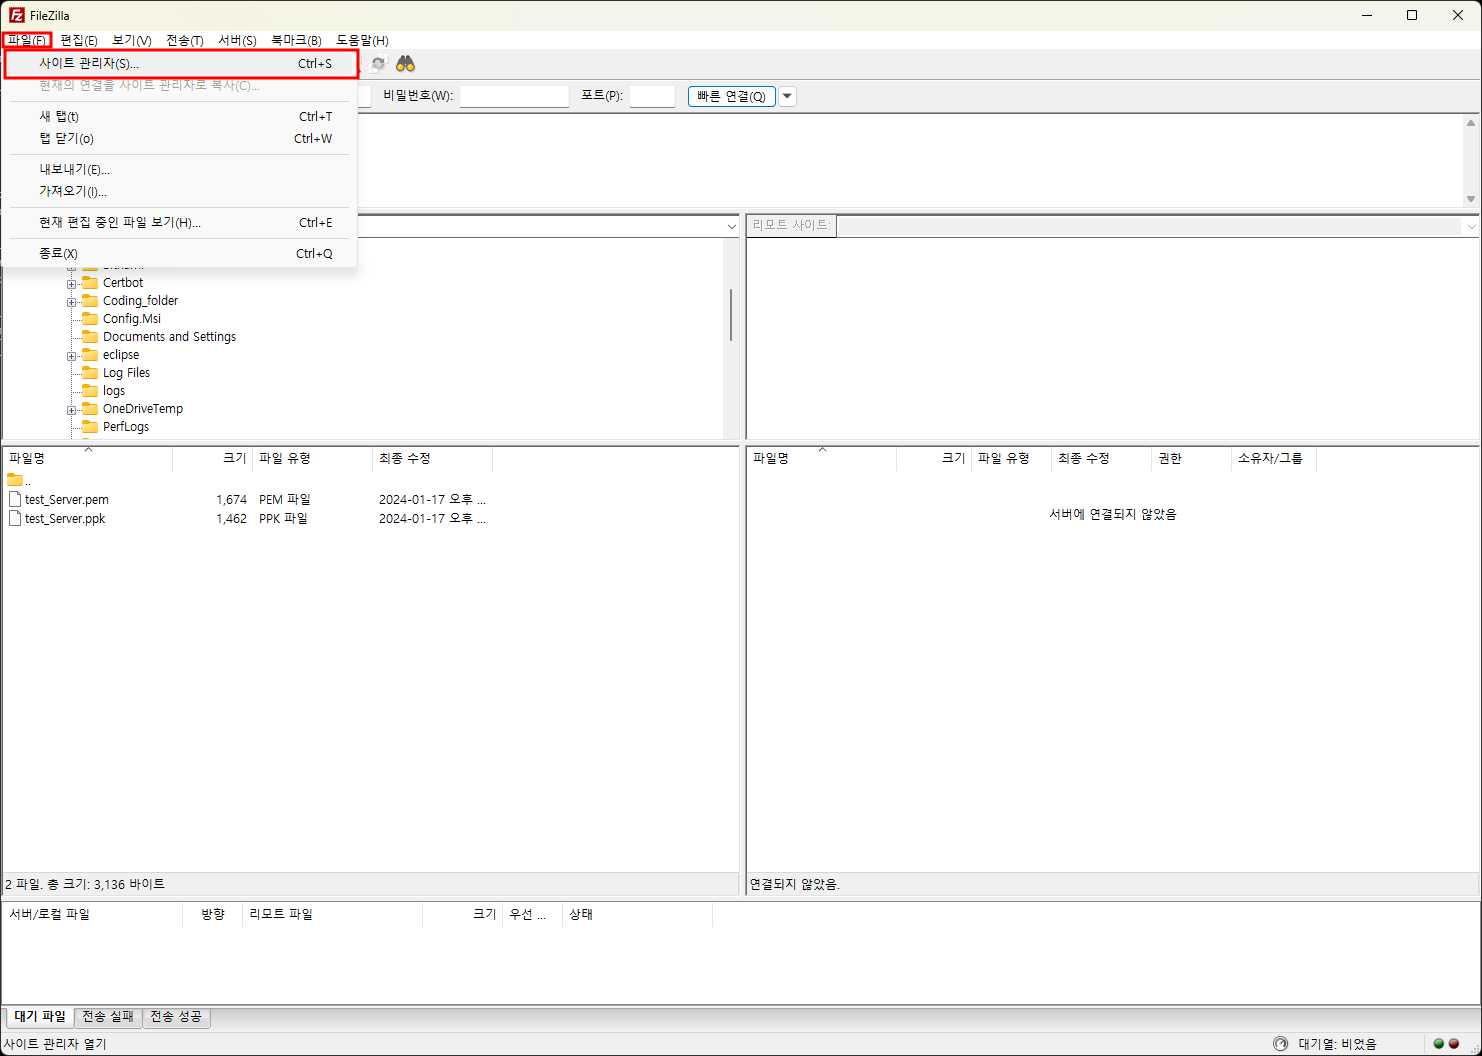 FileZilla
파일(F) 편집(E) 보기(V) 전송(T) 서버(S) 북마크(B) 도움말(H)
사이트 관리자(S)... Ctrl+S
현재의 연결을 사이트 관리자로 복사(C)...
비밀번호(W): 포트(P): 빠른 연결(Q)
새 탭(t) Ctrl+T
탭 닫기(o) Ctrl+W
내보내기(E)...
가져오기(I)...
현재 편집 중인 파일 보기(H)... Ctrl+E
종료(X) Ctrl+Q
리모트 사이트:
Certbot
Coding_folder
Config.Msi
Documents and Settings
eclipse
Log Files
logs
OneDriveTemp
PerfLogs
파일명 크기 파일 유형 최종 수정
..
test_Server.pem 1,674 PEM 파일 2024-01-17 오후 ...
test_Server.ppk 1,462 PPK 파일 2024-01-17 오후 ...
2 파일. 총 크기: 3,136 바이트
파일명 크기 파일 유형 최종 수정 권한 소유자/그룹
서버에 연결되지 않았음
연결되지 않았음.
서버/로컬 파일 방향 리모트 파일 크기 우선 ... 상태
대기 파일 전송 실패 전송 성공
사이트 관리자 열기 대기열: 비었음